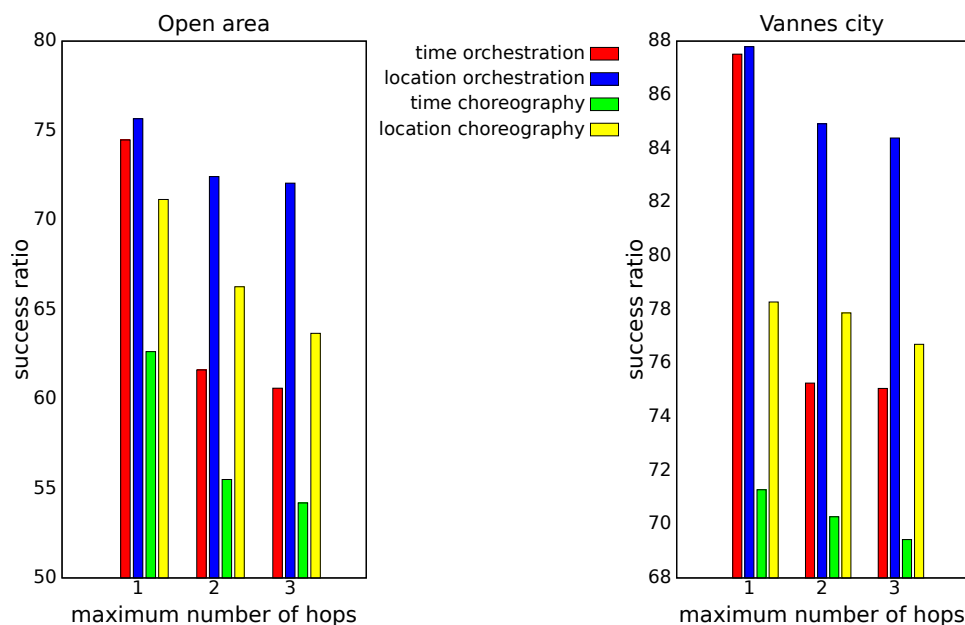 Open area
80
75
70
65
60
55
50
success ratio
1 2 3
maximum number of hops
time orchestration
location orchestration
time choreography
location choreography
Vannes city
88
86
84
82
80
78
76
74
72
70
68
success ratio
1 2 3
maximum number of hops